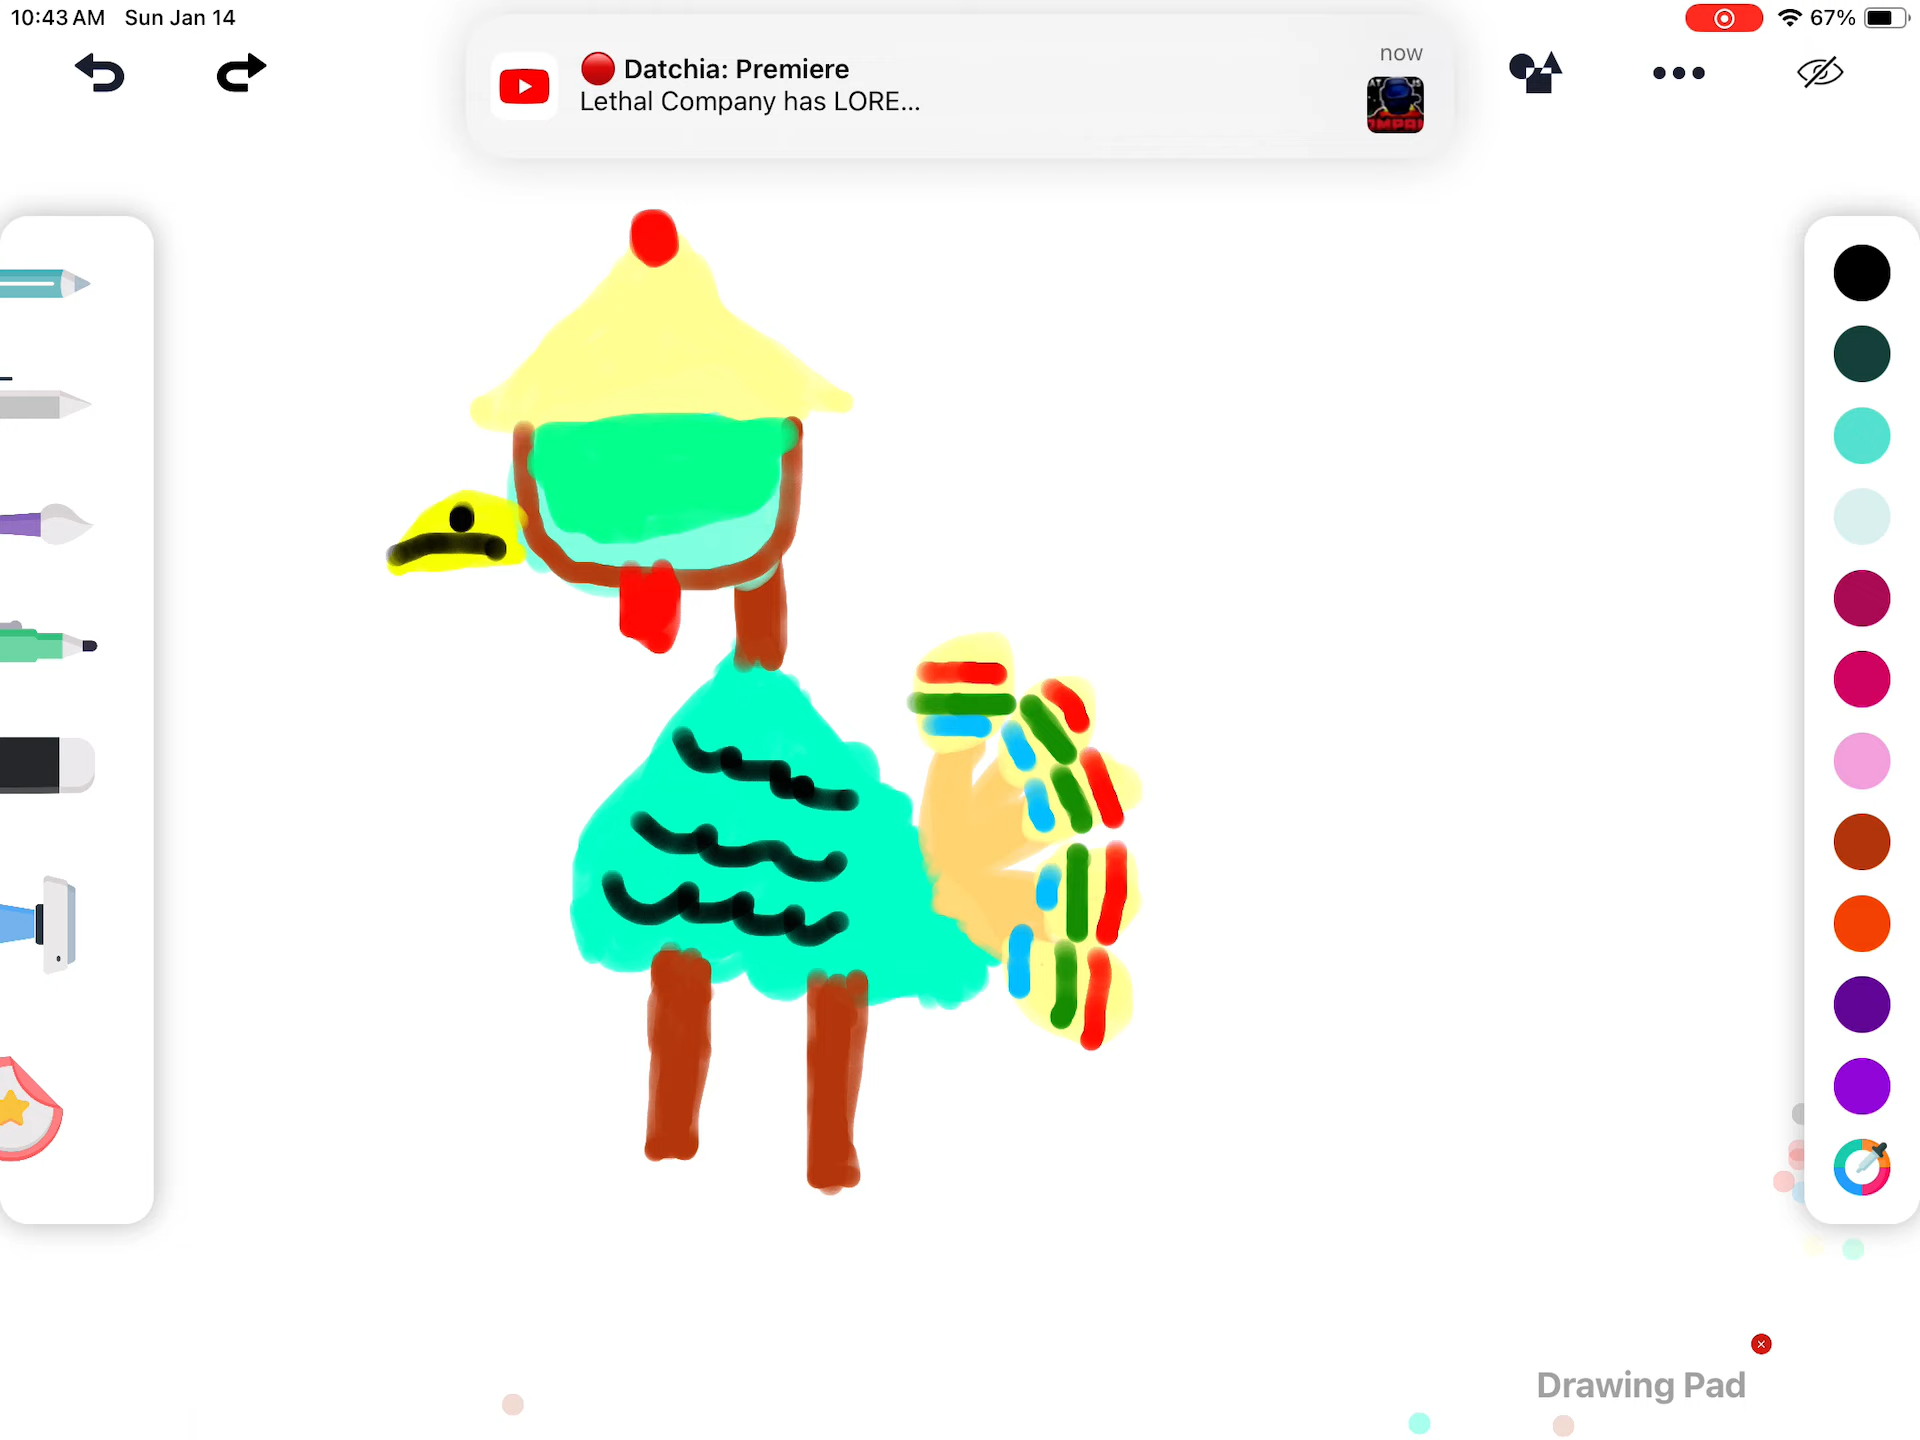 10:43 AM Sun Jan 14
67%
🔴 Datchia: Premiere
now
Lethal Company has LORE...
Drawing Pad